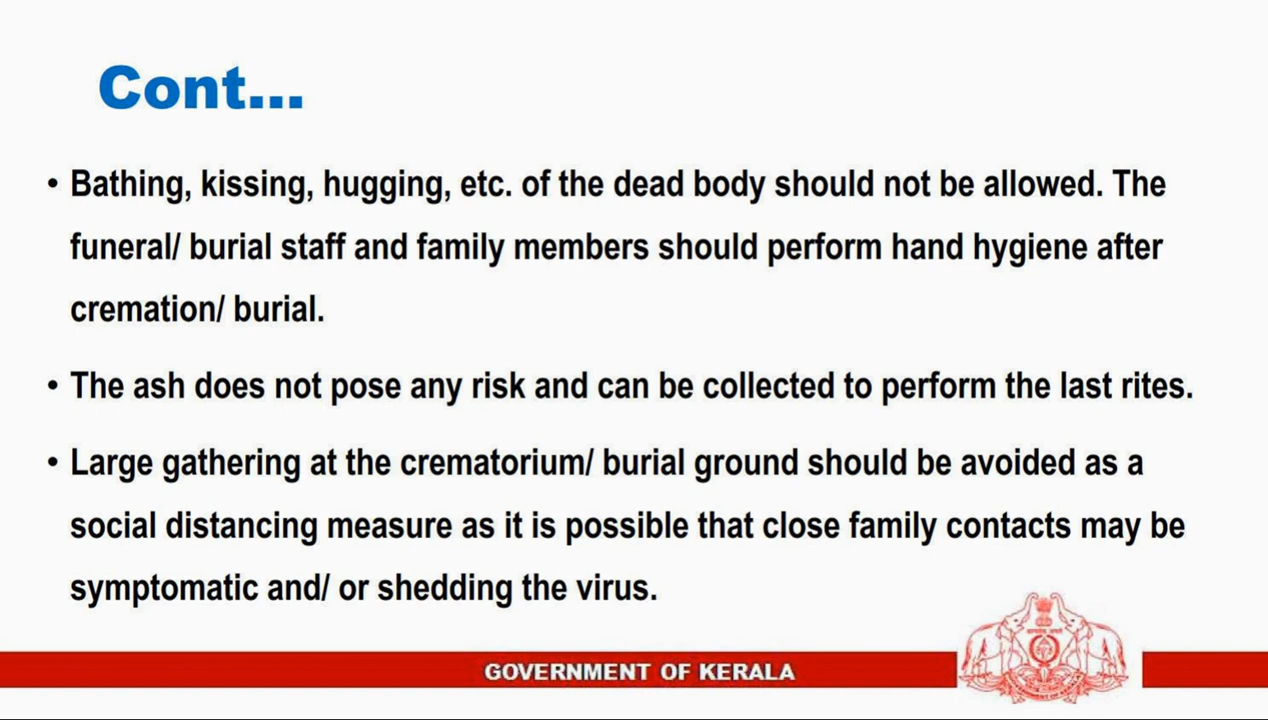 Cont...
• Bathing, kissing, hugging, etc. of the dead body should not be allowed. The
funeral/ burial staff and family members should perform hand hygiene after
cremation/ burial.
• The ash does not pose any risk and can be collected to perform the last rites.
• Large gathering at the crematorium/ burial ground should be avoided as a
social distancing measure as it is possible that close family contacts may be
symptomatic and/ or shedding the virus.
GOVERNMENT OF KERALA